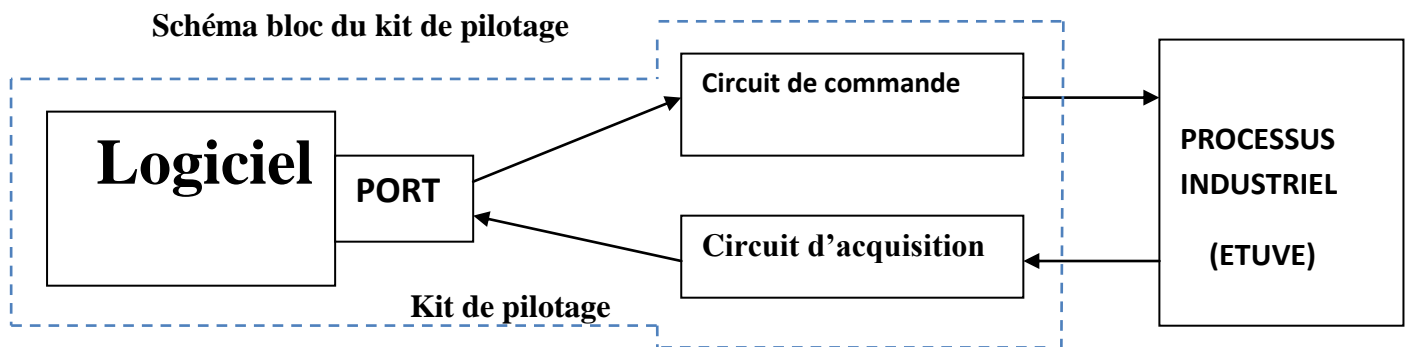 Schéma bloc du kit de pilotage
Circuit de commande
Logiciel
PORT
PROCESSUS
INDUSTRIEL
(ETUVE)
Circuit d’acquisition
Kit de pilotage